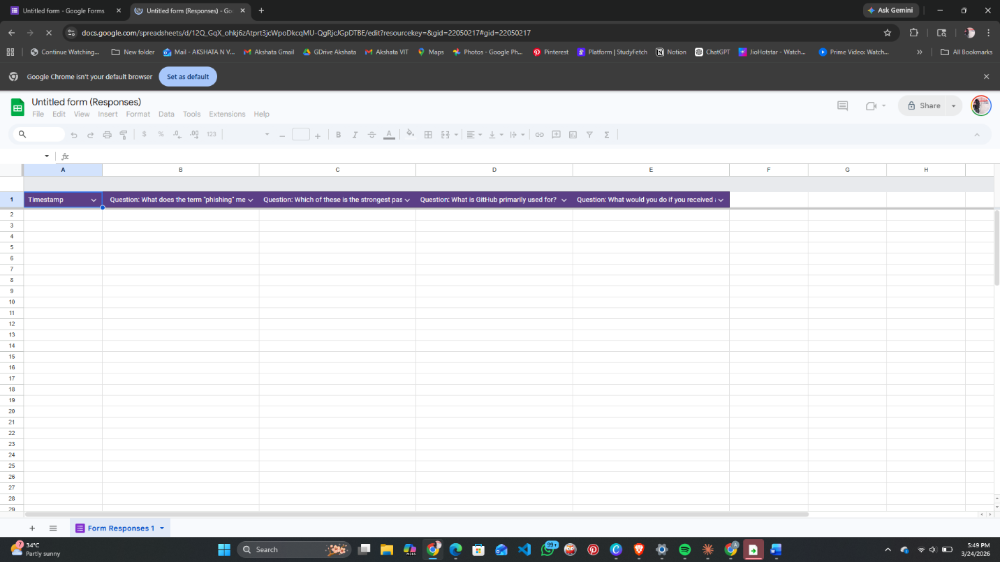 Untitled form - Google Forms
Untitled form (Responses) - Go
Ask Gemini
docs.google.com/spreadsheets/d/12Q_GqX_ohkj6zAtprt3jcWpoDkcqMU-QgRjcJGpDTBE/edit?resourcekey=&gid=22050217#gid=22050217
Continue Watching...
New folder
Mail - AKSHATA N V...
Akshata Gmail
GDrive Akshata
Akshata VIT
Maps
Photos - Google Ph...
Pinterest
Platform | StudyFetch
Notion
ChatGPT
JioHotstar - Watch...
Prime Video: Watch...
All Bookmarks
Google Chrome isn't your default browser
Set as default
Untitled form (Responses)
File Edit View Insert Format Data Tools Extensions Help
Share
$ % .0 .00 123
B I A
fx
A B C D E F G H
1 Timestamp
Question: What does the term "phishing" me
Question: Which of these is the strongest pas
Question: What is GitHub primarily used for?
Question: What would you do if you received
2
3
4
5
6
7
8
9
10
11
12
13
14
15
16
17
18
19
20
21
22
23
24
25
26
27
28
29
Form Responses 1
7
34°C
Partly sunny
Search
99+
5:49 PM
3/24/2026